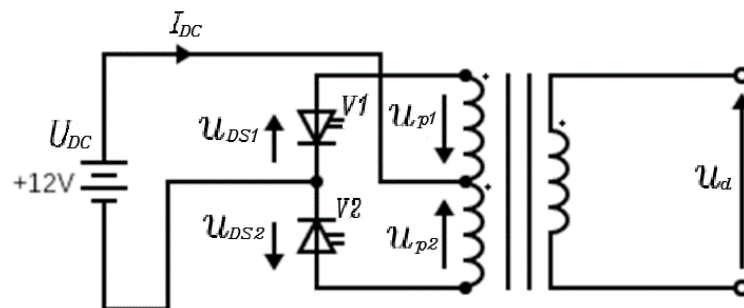 I_DC
V1
u_DS1
u_p1
U_DC
+12V
u_d
V2
u_DS2
u_p2